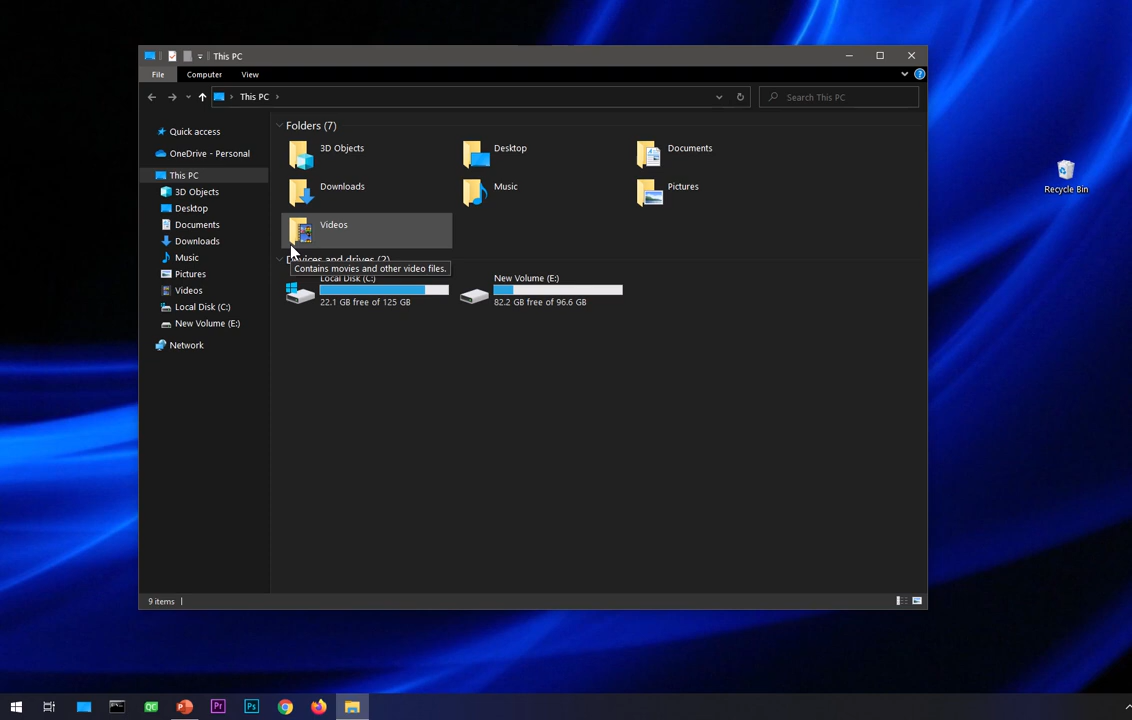 This PC
File Computer View
This PC
Search This PC
Quick access
OneDrive - Personal
This PC
3D Objects
Desktop
Documents
Downloads
Music
Pictures
Videos
Local Disk (C:)
New Volume (E:)
Network
Folders (7)
3D Objects
Desktop
Documents
Downloads
Music
Pictures
Videos
Devices and drives (2)
Contains movies and other video files.
Local Disk (C:)
22.1 GB free of 125 GB
New Volume (E:)
82.2 GB free of 96.6 GB
9 items
Recycle Bin
QC
P
Pr
Ps